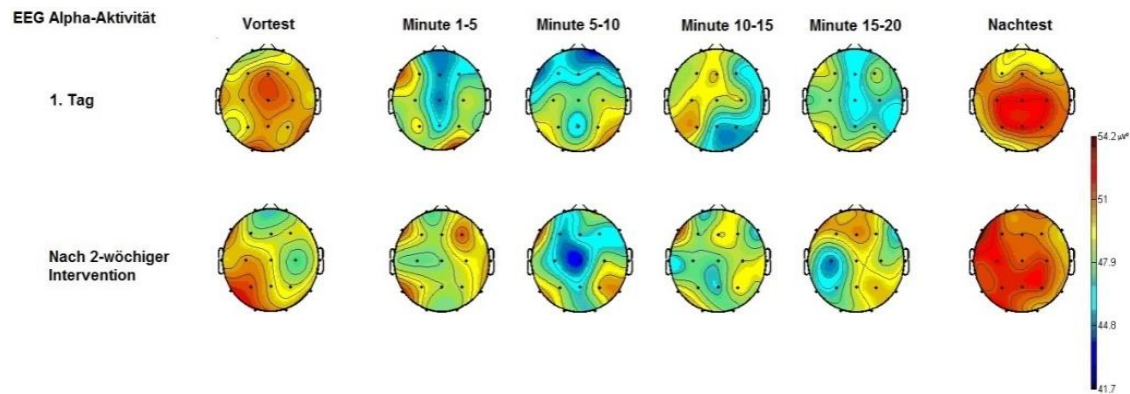 EEG Alpha-Aktivität
Vortest Minute 1-5 Minute 5-10 Minute 10-15 Minute 15-20 Nachtest
1. Tag
54.2 µV²
51
47.9
44.8
41.7
Nach 2-wöchiger
Intervention